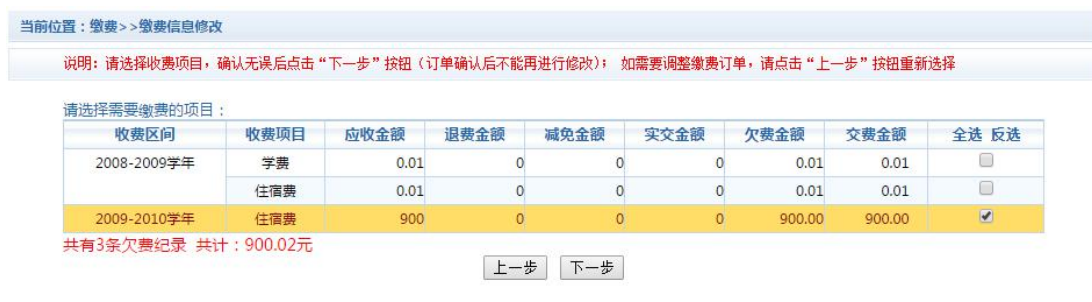 当前位置：缴费>>缴费信息修改
说明：请选择收费项目，确认无误后点击“下一步”按钮（订单确认后不能再进行修改）； 如需要调整缴费订单，请点击“上一步”按钮重新选择
请选择需要缴费的项目：
收费区间 收费项目 应收金额 退费金额 减免金额 实交金额 欠费金额 交费金额 全选 反选
2008-2009学年 学费 0.01 0 0 0 0.01 0.01
住宿费 0.01 0 0 0 0.01 0.01
2009-2010学年 住宿费 900 0 0 0 900.00 900.00
共有3条欠费纪录 共计：900.02元
上一步 下一步